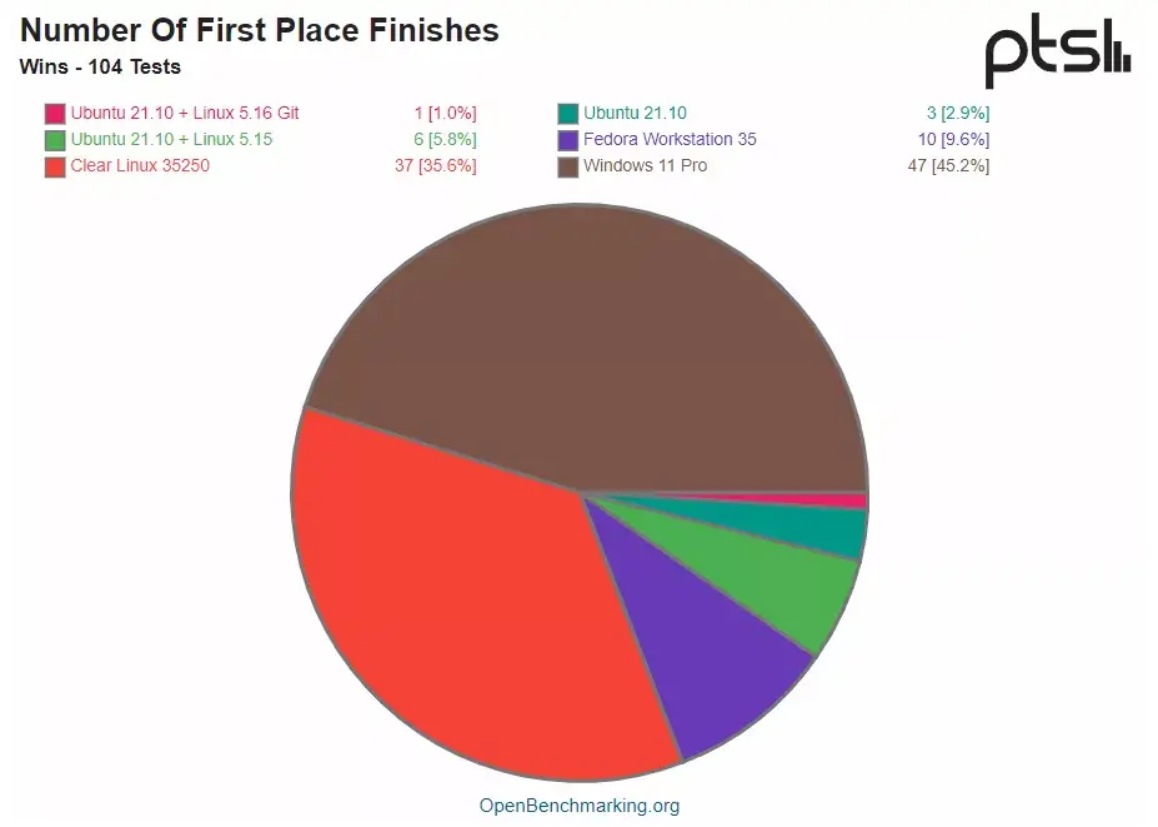 Number Of First Place Finishes
Wins - 104 Tests
pts
Ubuntu 21.10 + Linux 5.16 Git 1 [1.0%] Ubuntu 21.10 3 [2.9%]
Ubuntu 21.10 + Linux 5.15 6 [5.8%] Fedora Workstation 35 10 [9.6%]
Clear Linux 35250 37 [35.6%] Windows 11 Pro 47 [45.2%]
OpenBenchmarking.org